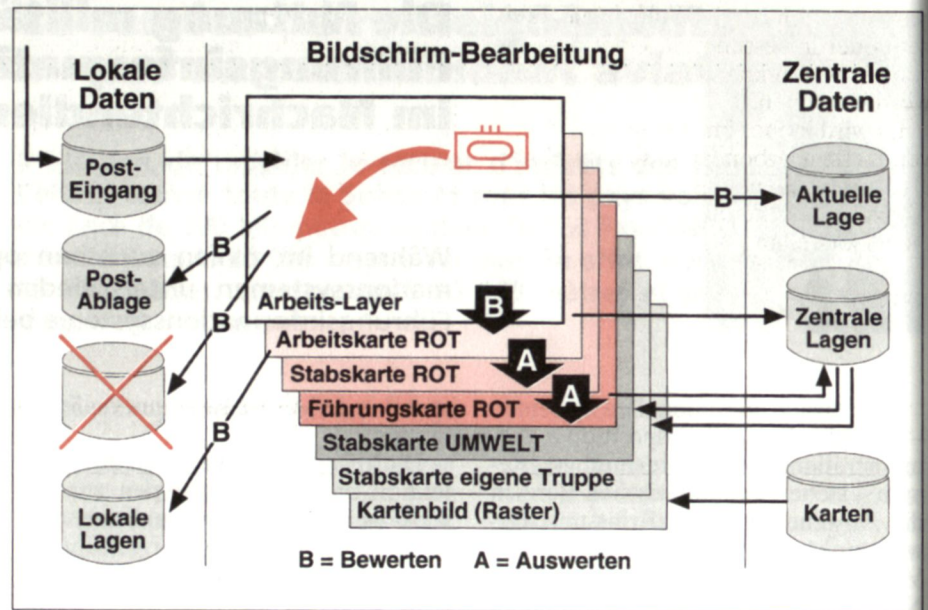 Bildschirm-Bearbeitung
Lokale
Daten
Zentrale
Daten
Post-
Eingang
Post-
Ablage
Lokale
Lagen
B
B
B
B
Arbeits-Layer
B
Arbeitskarte ROT
A
Stabskarte ROT
A
Führungskarte ROT
Stabskarte UMWELT
Stabskarte eigene Truppe
Kartenbild (Raster)
Aktuelle
Lage
Zentrale
Lagen
Karten
B = Bewerten A = Auswerten